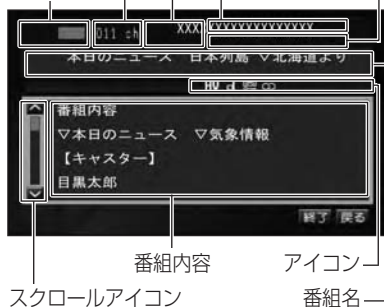 011 ch XXX YYYYYYYYYYYYY
本日のニュース 日本列島 ▽北海道より
HV d
番組内容
▽本日のニュース ▽気象情報
【キャスター】
目黒太郎
終了 戻る
番組内容 アイコン
スクロールアイコン 番組名